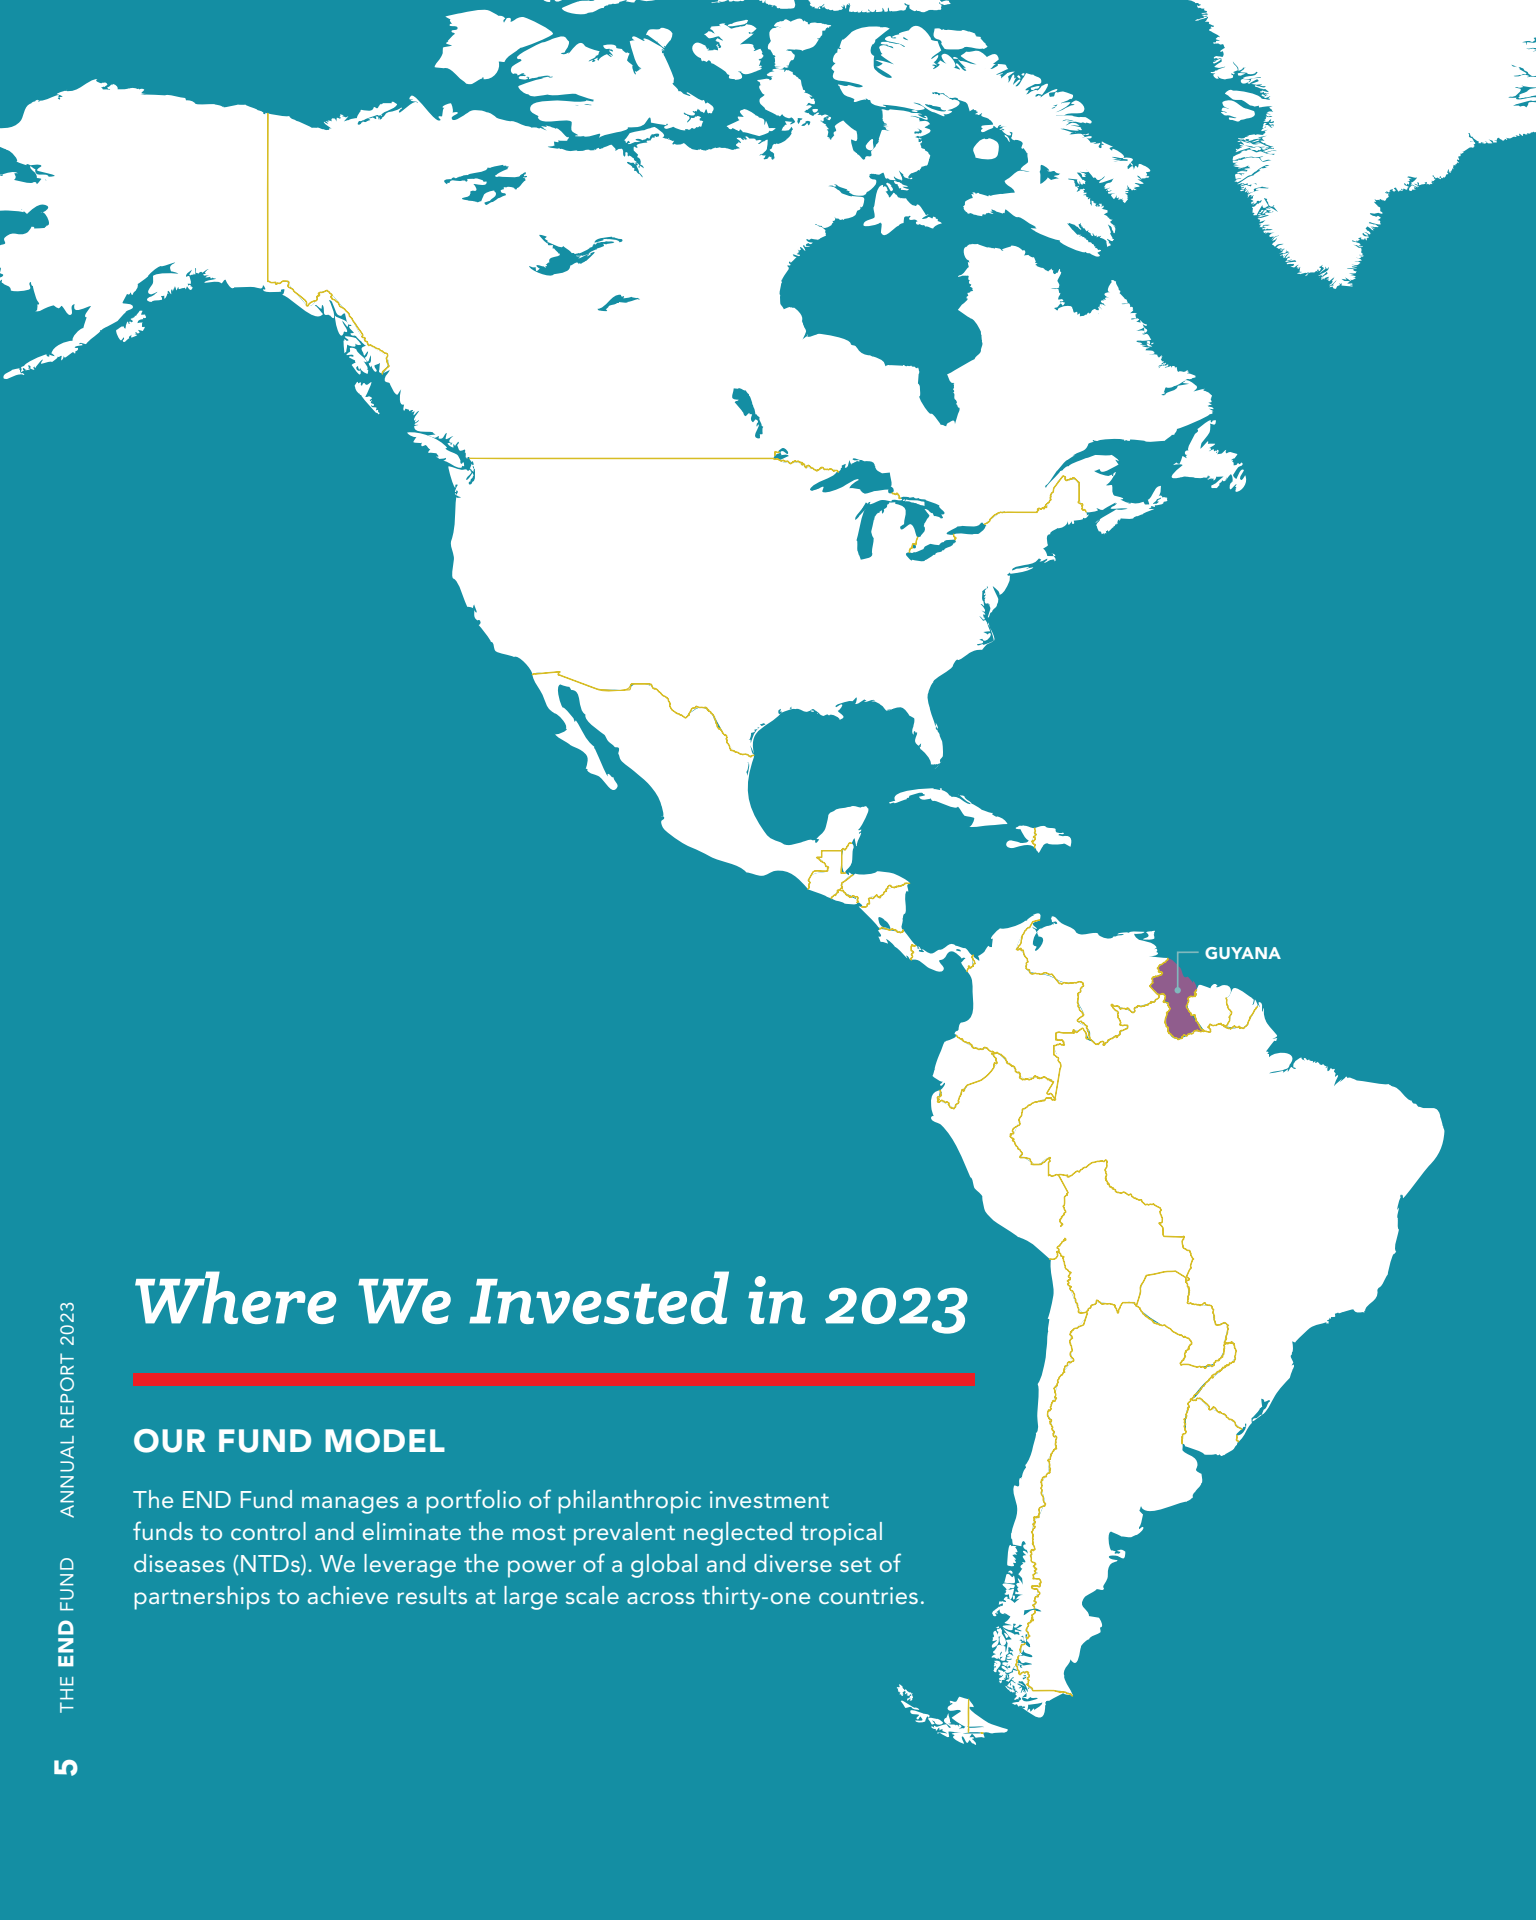 GUYANA
Where We Invested in 2023
OUR FUND MODEL
The END Fund manages a portfolio of philanthropic investment
funds to control and eliminate the most prevalent neglected tropical
diseases (NTDs). We leverage the power of a global and diverse set of
partnerships to achieve results at large scale across thirty-one countries.
5 THE END FUND ANNUAL REPORT 2023